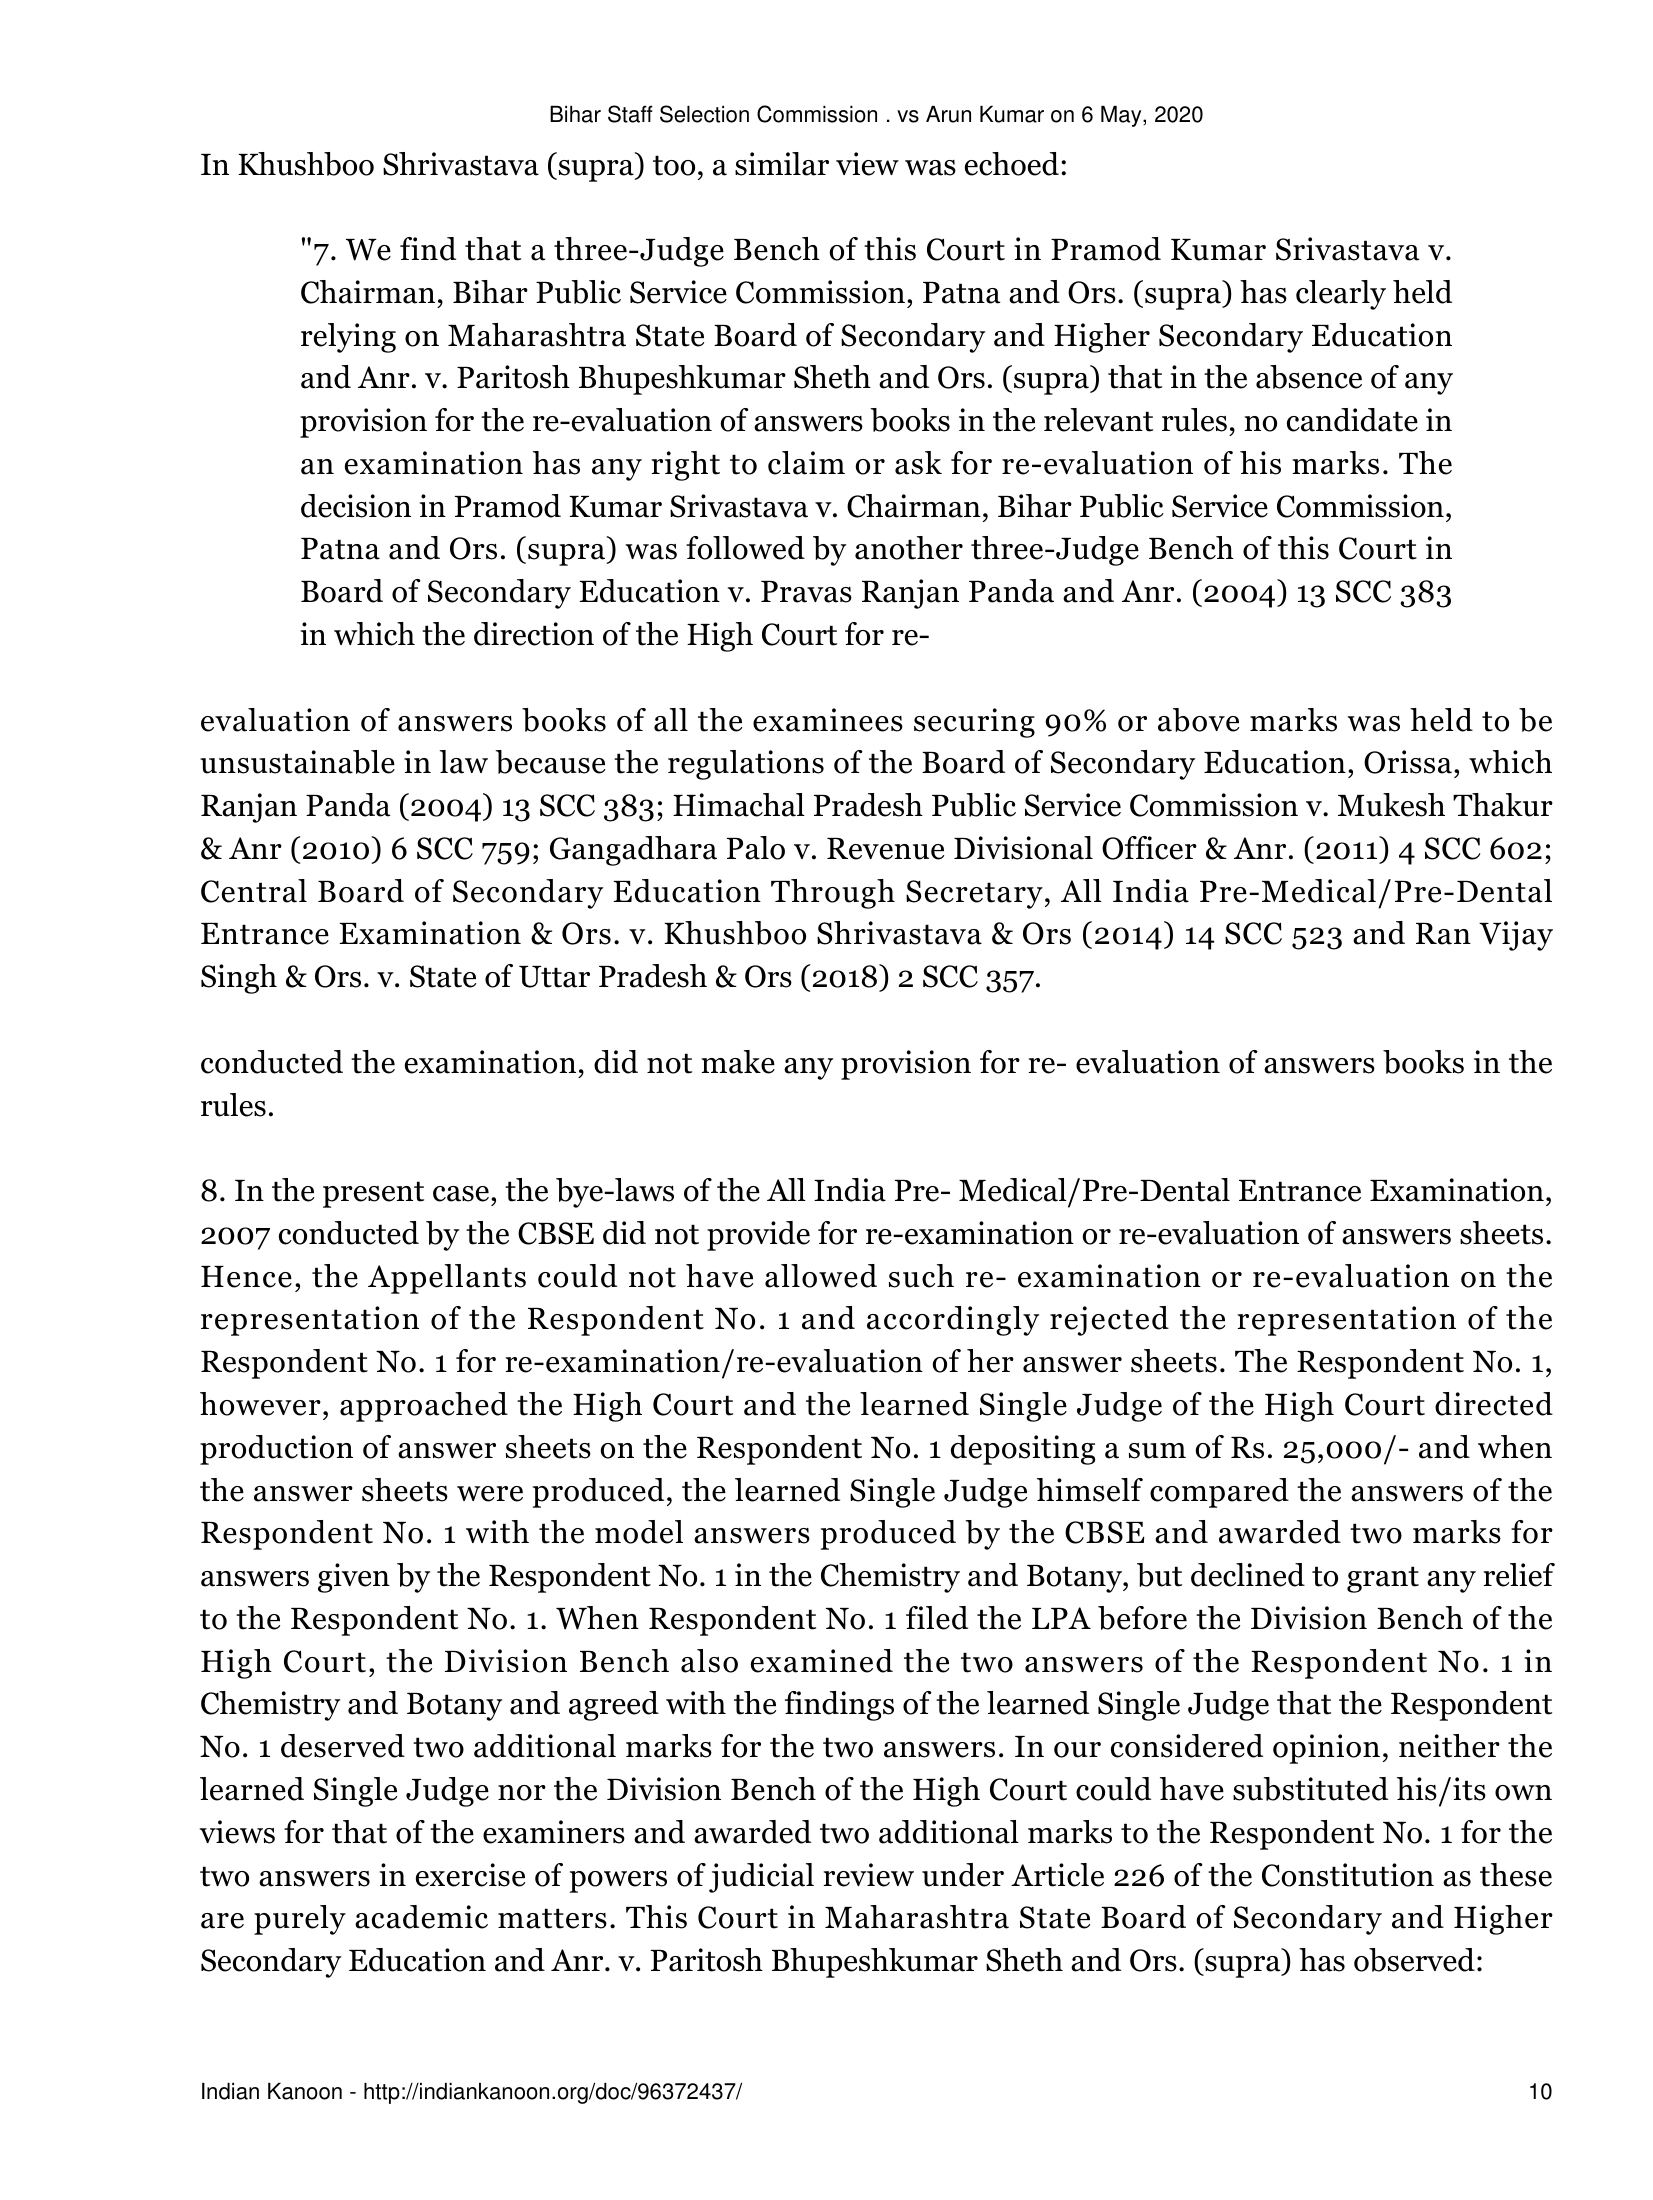 Bihar Staff Selection Commission . vs Arun Kumar on 6 May, 2020
In Khushboo Shrivastava (supra) too, a similar view was echoed:
"7. We find that a three-Judge Bench of this Court in Pramod Kumar Srivastava v.
Chairman, Bihar Public Service Commission, Patna and Ors. (supra) has clearly held
relying on Maharashtra State Board of Secondary and Higher Secondary Education
and Anr. v. Paritosh Bhupeshkumar Sheth and Ors. (supra) that in the absence of any
provision for the re-evaluation of answers books in the relevant rules, no candidate in
an examination has any right to claim or ask for re-evaluation of his marks. The
decision in Pramod Kumar Srivastava v. Chairman, Bihar Public Service Commission,
Patna and Ors. (supra) was followed by another three-Judge Bench of this Court in
Board of Secondary Education v. Pravas Ranjan Panda and Anr. (2004) 13 SCC 383
in which the direction of the High Court for re-
evaluation of answers books of all the examinees securing 90% or above marks was held to be
unsustainable in law because the regulations of the Board of Secondary Education, Orissa, which
Ranjan Panda (2004) 13 SCC 383; Himachal Pradesh Public Service Commission v. Mukesh Thakur
& Anr (2010) 6 SCC 759; Gangadhara Palo v. Revenue Divisional Officer & Anr. (2011) 4 SCC 602;
Central Board of Secondary Education Through Secretary, All India Pre-Medical/Pre-Dental
Entrance Examination & Ors. v. Khushboo Shrivastava & Ors (2014) 14 SCC 523 and Ran Vijay
Singh & Ors. v. State of Uttar Pradesh & Ors (2018) 2 SCC 357.
conducted the examination, did not make any provision for re- evaluation of answers books in the
rules.
8. In the present case, the bye-laws of the All India Pre- Medical/Pre-Dental Entrance Examination,
2007 conducted by the CBSE did not provide for re-examination or re-evaluation of answers sheets.
Hence, the Appellants could not have allowed such re- examination or re-evaluation on the
representation of the Respondent No. 1 and accordingly rejected the representation of the
Respondent No. 1 for re-examination/re-evaluation of her answer sheets. The Respondent No. 1,
however, approached the High Court and the learned Single Judge of the High Court directed
production of answer sheets on the Respondent No. 1 depositing a sum of Rs. 25,000/- and when
the answer sheets were produced, the learned Single Judge himself compared the answers of the
Respondent No. 1 with the model answers produced by the CBSE and awarded two marks for
answers given by the Respondent No. 1 in the Chemistry and Botany, but declined to grant any relief
to the Respondent No. 1. When Respondent No. 1 filed the LPA before the Division Bench of the
High Court, the Division Bench also examined the two answers of the Respondent No. 1 in
Chemistry and Botany and agreed with the findings of the learned Single Judge that the Respondent
No. 1 deserved two additional marks for the two answers. In our considered opinion, neither the
learned Single Judge nor the Division Bench of the High Court could have substituted his/its own
views for that of the examiners and awarded two additional marks to the Respondent No. 1 for the
two answers in exercise of powers of judicial review under Article 226 of the Constitution as these
are purely academic matters. This Court in Maharashtra State Board of Secondary and Higher
Secondary Education and Anr. v. Paritosh Bhupeshkumar Sheth and Ors. (supra) has observed:
Indian Kanoon - http://indiankanoon.org/doc/96372437/
10